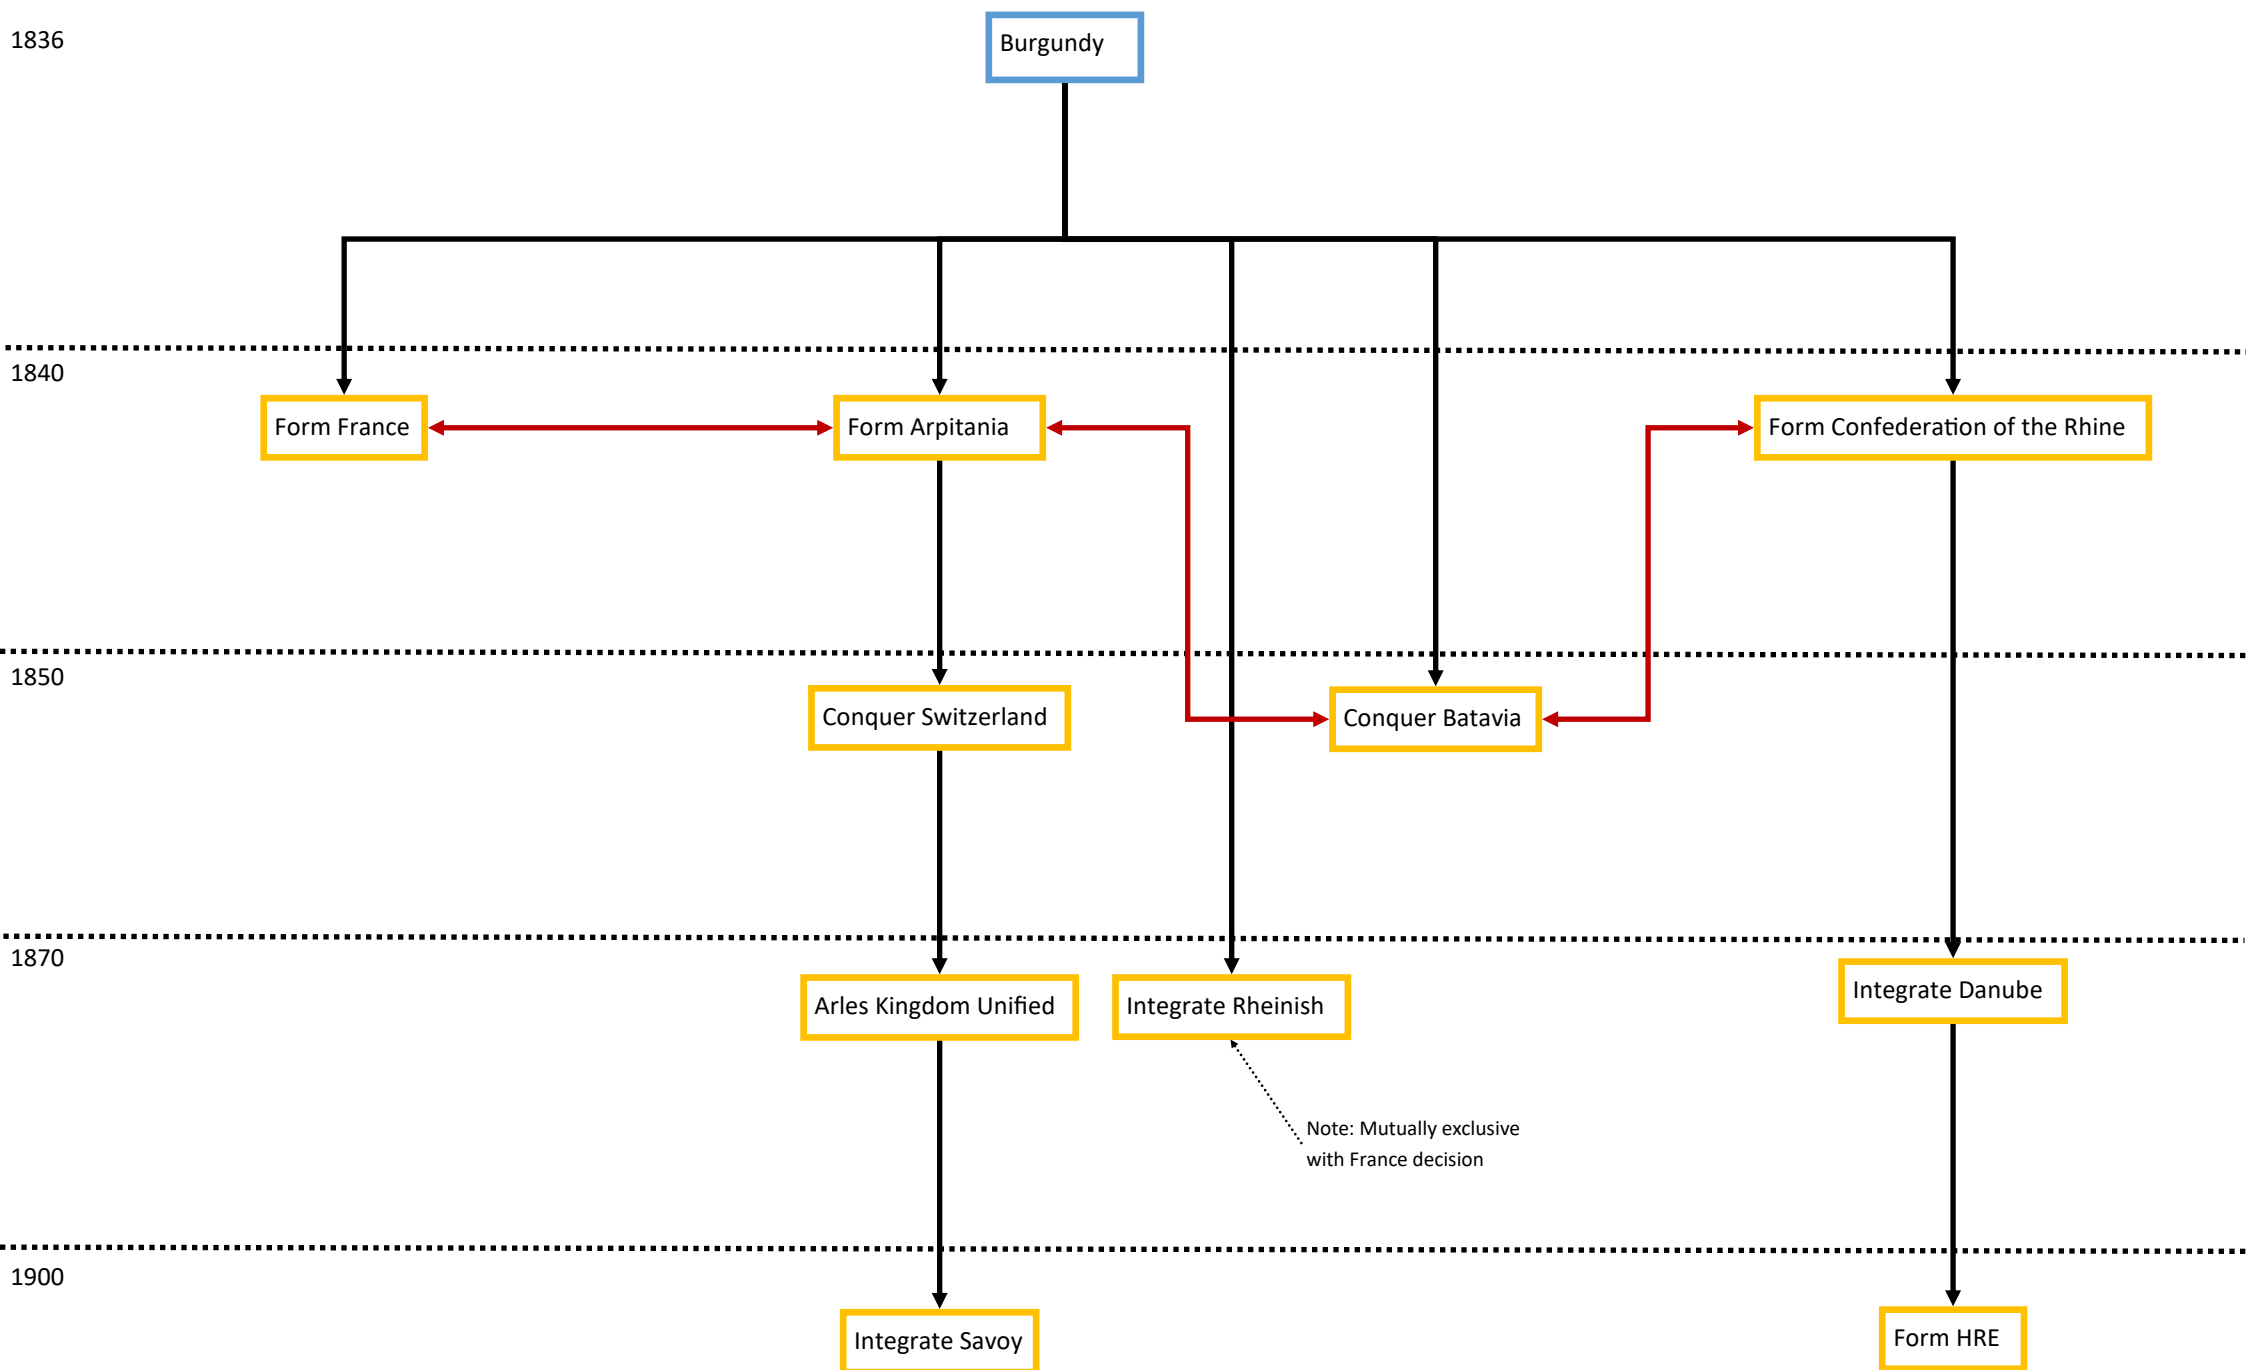 1836
Burgundy
1840
Form France
Form Arpitania
Form Confederation of the Rhine
1850
Conquer Switzerland
Conquer Batavia
1870
Arles Kingdom Unified
Integrate Rheinish
Integrate Danube
Note: Mutually exclusive
with France decision
1900
Integrate Savoy
Form HRE